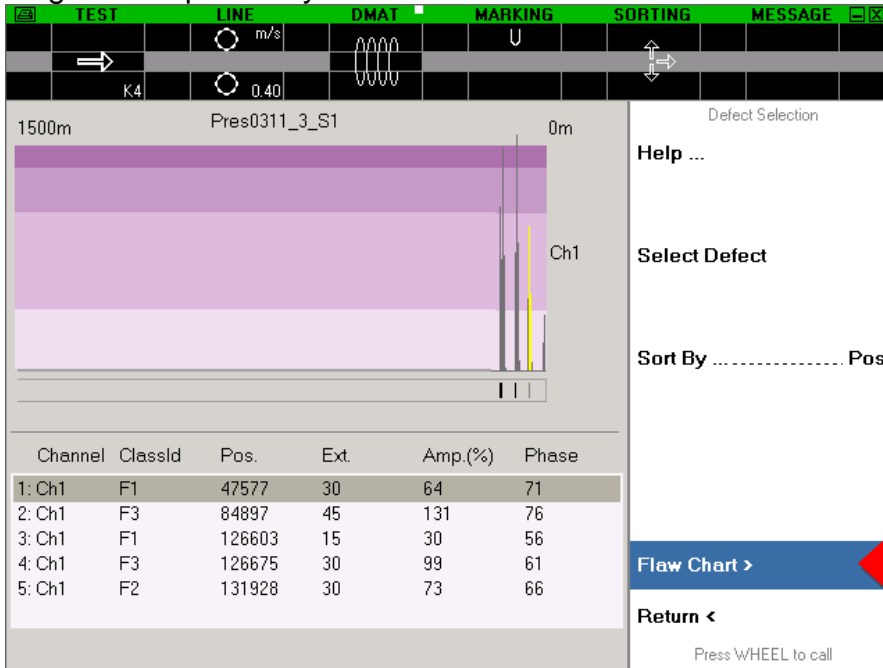 TEST LINE DMAT MARKING SORTING MESSAGE
m/s
K4 0.40
Pres0311_3_S1
1500m 0m
Ch1
Channel ClassId Pos. Ext. Amp.(%) Phase
1: Ch1 F1 47577 30 64 71
2: Ch1 F3 84897 45 131 76
3: Ch1 F1 126603 15 30 56
4: Ch1 F3 126675 30 99 61
5: Ch1 F2 131928 30 73 66
Defect Selection
Help ...
Select Defect
Sort By ................ Pos
Flaw Chart >
Return <
Press WHEEL to call